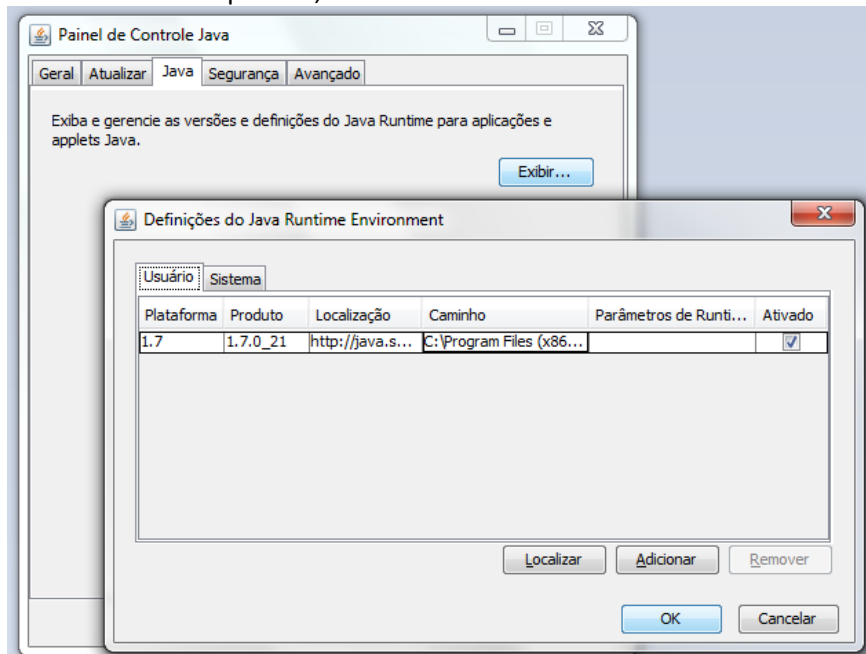 Painel de Controle Java
Geral Atualizar Java Segurança Avançado
Exiba e gerencie as versões e definições do Java Runtime para aplicações e
applets Java.
Exibir...
Definições do Java Runtime Environment
Usuário Sistema
Plataforma Produto Localização Caminho Parâmetros de Runti... Ativado
1.7 1.7.0_21 http://java.s... C:\Program Files (x86...
Localizar Adicionar Remover
OK Cancelar